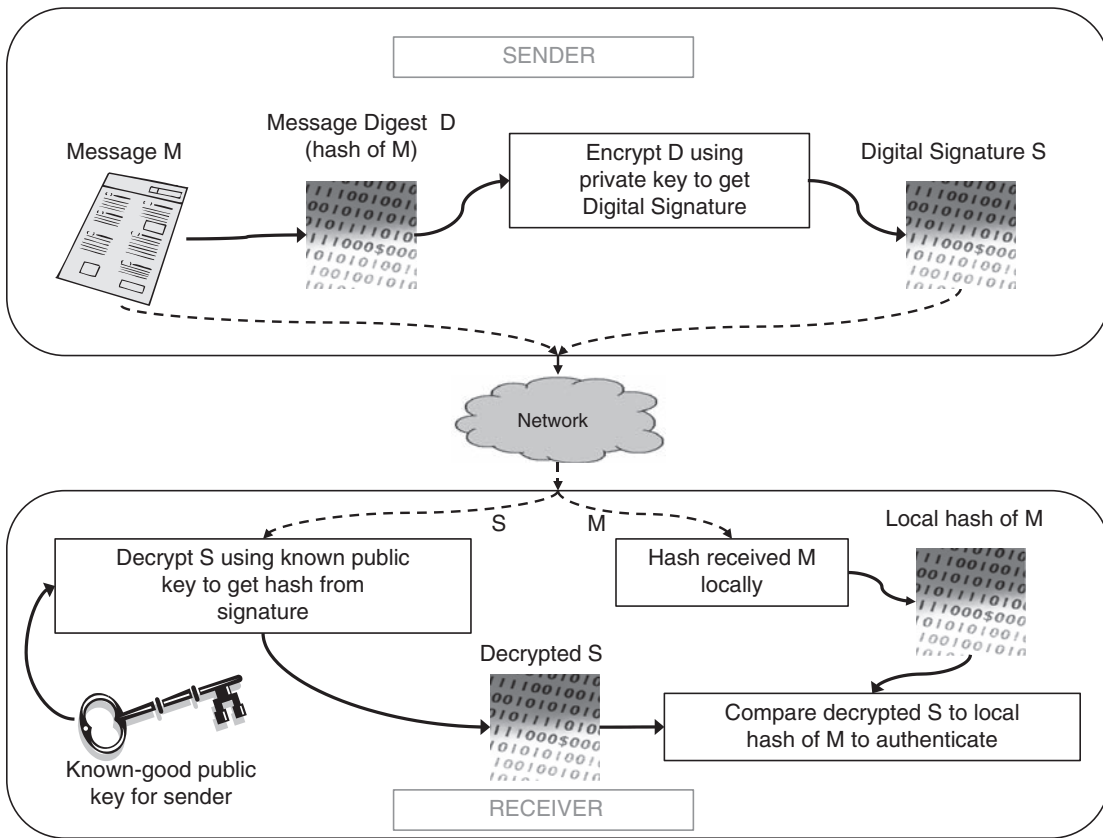 SENDER
Message M
Message Digest D
(hash of M)
Encrypt D using
private key to get
Digital Signature
Digital Signature S
Network
S
M
Decrypt S using known public
key to get hash from
signature
Hash received M
locally
Local hash of M
Decrypted S
Known-good public
key for sender
Compare decrypted S to local
hash of M to authenticate
RECEIVER